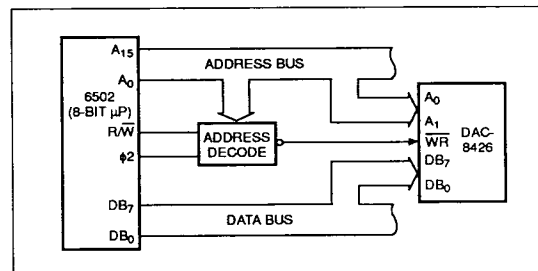 A15
ADDRESS BUS
A0
6502
(8-BIT µP)
R/W̅
ADDRESS
DECODE
ϕ2
A0
A1
W̅R̅
DAC-
8426
DB7
DB0
DB7
DATA BUS
DB0